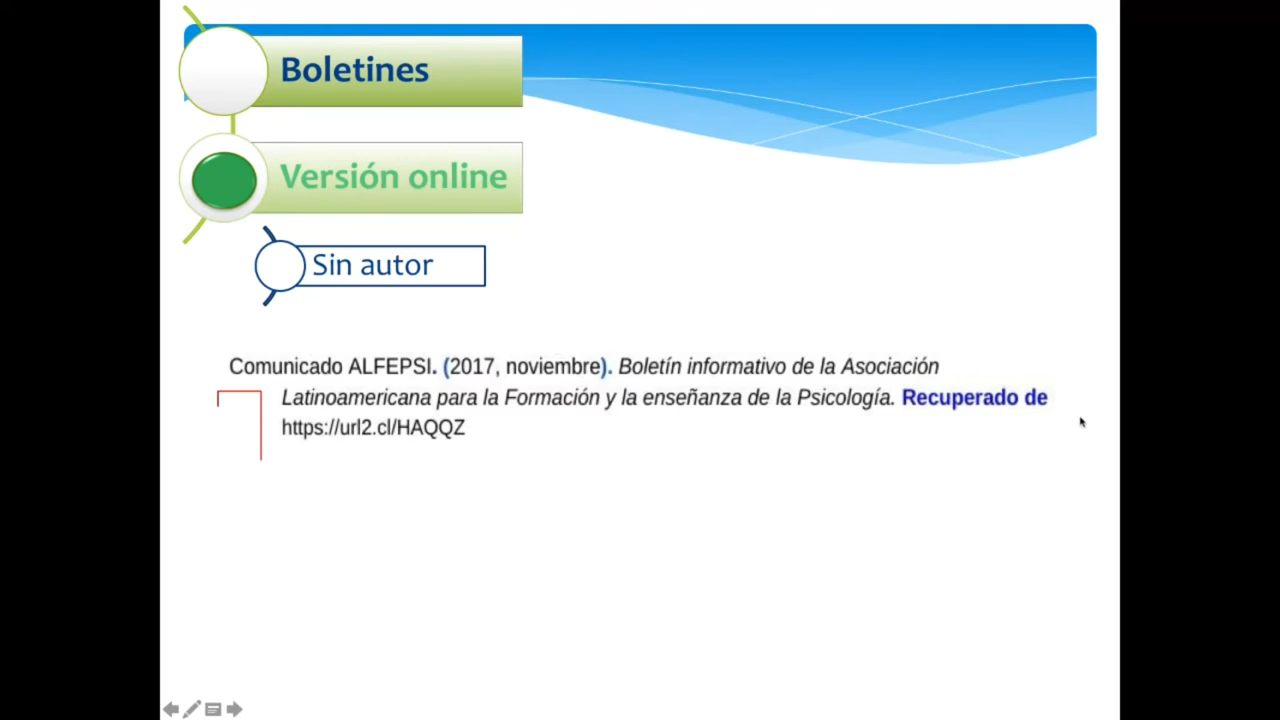 Boletines
Versión online
Sin autor
Comunicado ALFEPSI. (2017, noviembre). Boletín informativo de la Asociación
Latinoamericana para la Formación y la enseñanza de la Psicología. Recuperado de
https://url2.cl/HAQQZ